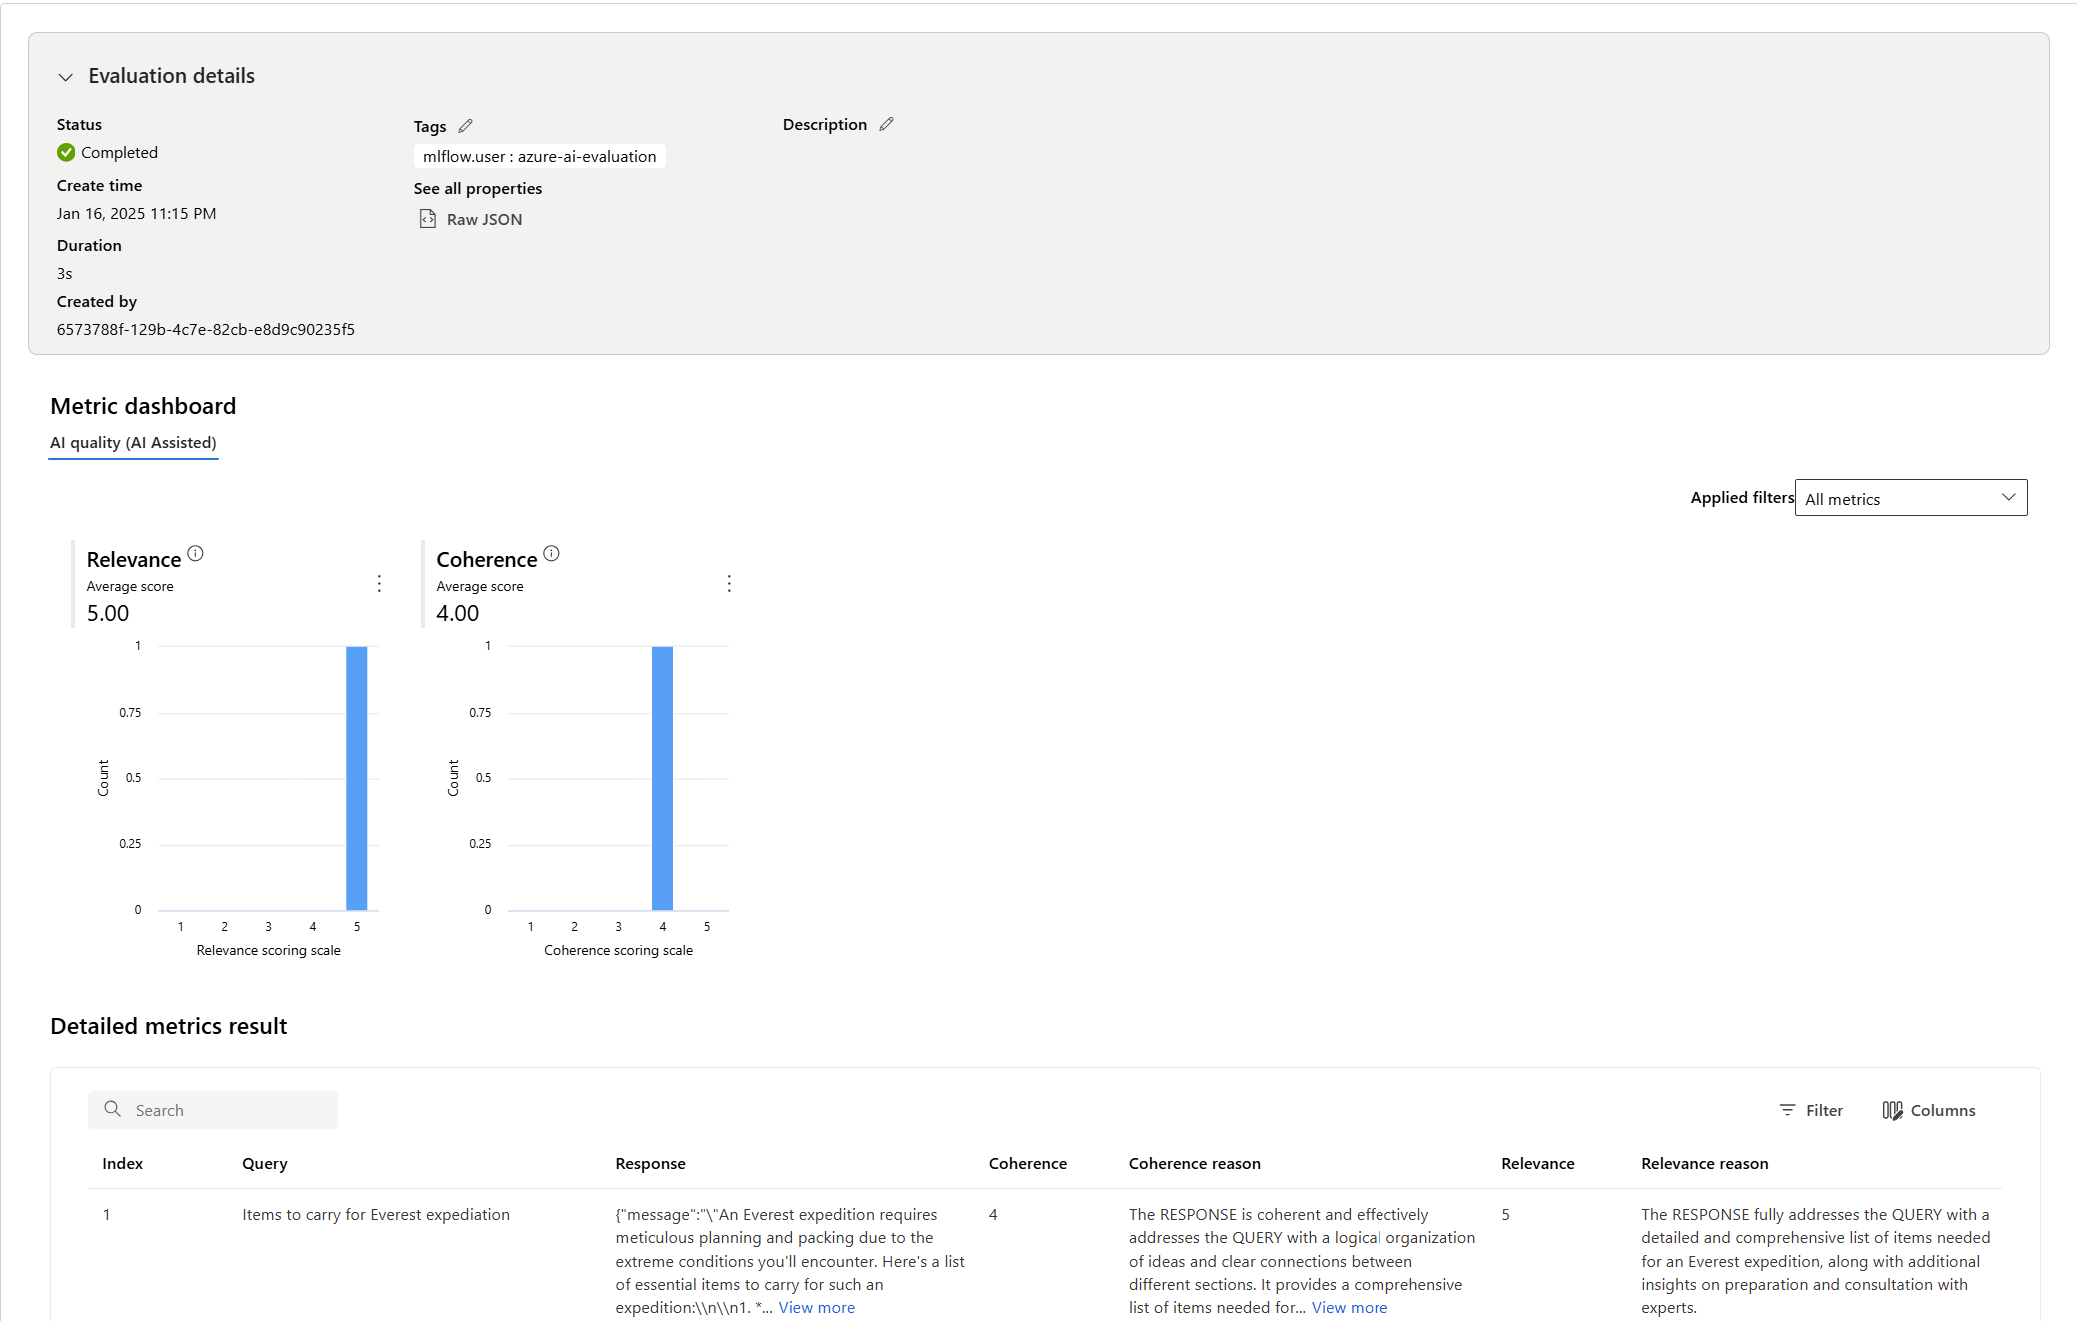 Evaluation details
Status
Completed
Create time
Jan 16, 2025 11:15 PM
Duration
3s
Created by
6573788f-129b-4c7e-82cb-e8d9c90235f5
Tags
mlflow.user : azure-ai-evaluation
See all properties
Raw JSON
Description
Metric dashboard
AI quality (AI Assisted)
Applied filters
All metrics
Relevance
Average score
5.00
1
0.75
0.5
0.25
0
Count
1 2 3 4 5
Relevance scoring scale
Coherence
Average score
4.00
1
0.75
0.5
0.25
0
Count
1 2 3 4 5
Coherence scoring scale
Detailed metrics result
Search
Filter
Columns
Index
Query
Response
Coherence
Coherence reason
Relevance
Relevance reason
1
Items to carry for Everest expediation
{"message":"\"An Everest expedition requires
meticulous planning and packing due to the
extreme conditions you'll encounter. Here's a list
of essential items to carry for such an
expedition:\\n\\n1. *... View more
4
The RESPONSE is coherent and effectively
addresses the QUERY with a logical organization
of ideas and clear connections between
different sections. It provides a comprehensive
list of items needed for... View more
5
The RESPONSE fully addresses the QUERY with a
detailed and comprehensive list of items needed
for an Everest expedition, along with additional
insights on preparation and consultation with
experts.